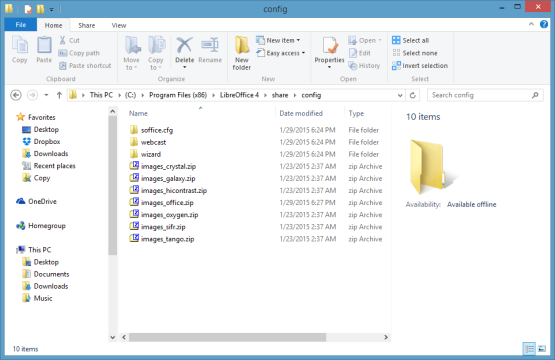 config
File Home Share View
Copy Paste Cut Copy path Paste shortcut
Move to Copy to Delete Rename
New folder New item Easy access
Properties Open Edit History
Select all Select none Invert selection
Clipboard Organize New Open Select
This PC (C:) Program Files (x86) LibreOffice 4 share config
Search config
Favorites
Desktop
Dropbox
Downloads
Recent places
Copy
OneDrive
Homegroup
This PC
Desktop
Documents
Downloads
Music
Name Date modified Type
soffice.cfg 1/29/2015 6:24 PM File folder
webcast 1/29/2015 6:24 PM File folder
wizard 1/29/2015 6:24 PM File folder
images_crystal.zip 1/23/2015 2:37 AM zip Archive
images_galaxy.zip 1/23/2015 2:37 AM zip Archive
images_hicontrast.zip 1/23/2015 2:37 AM zip Archive
images_office.zip 1/29/2015 6:27 PM zip Archive
images_oxygen.zip 1/23/2015 2:37 AM zip Archive
images_sifr.zip 1/23/2015 2:37 AM zip Archive
images_tango.zip 1/23/2015 2:37 AM zip Archive
10 items
Availability: Available offline
10 items